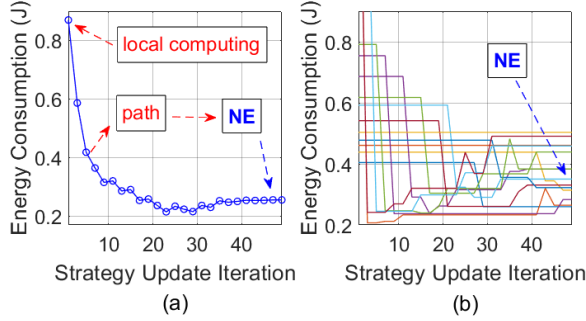 (a)
(b)
Energy Consumption (J)
0.8
0.6
0.4
0.2
local computing
path
NE
10
20
30
40
Strategy Update Iteration
(a)
Energy Consumption (J)
0.8
0.6
0.4
0.2
NE
10
20
30
40
Strategy Update Iteration
(b)